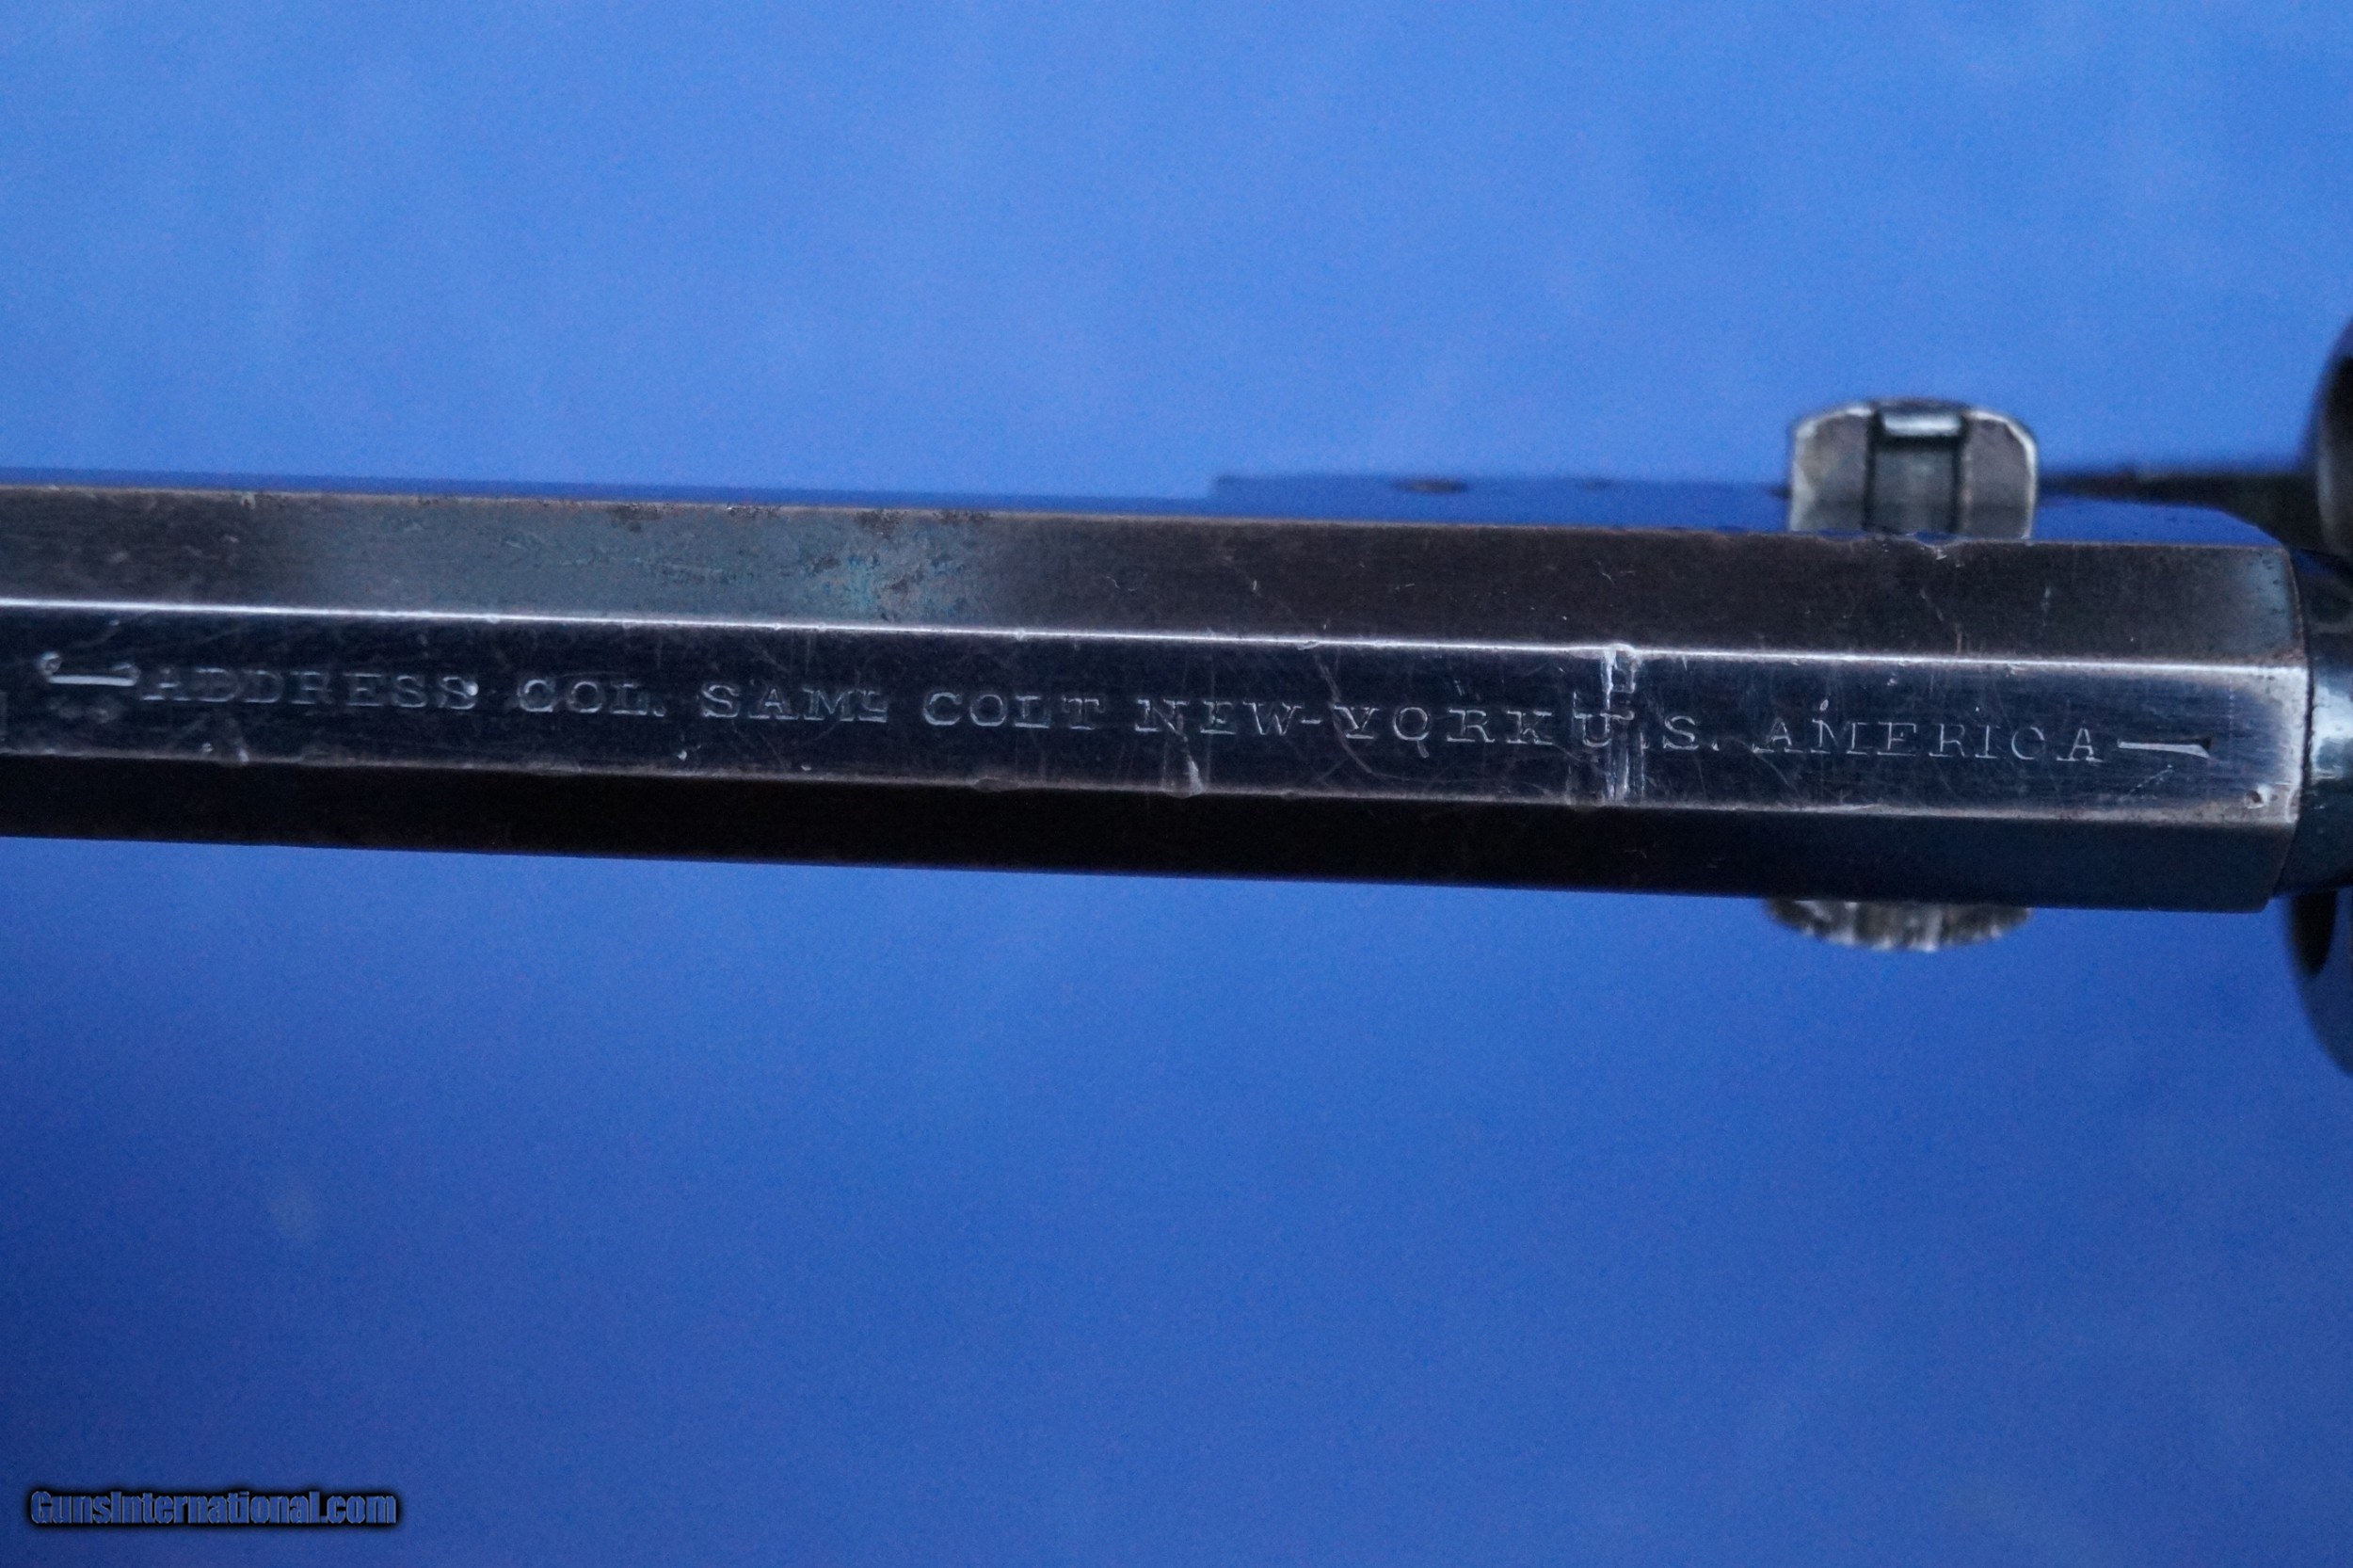 ADDRESS COL. SAMᴸ COLT NEW-YORK U.S. AMERICA
GunsInternational.com